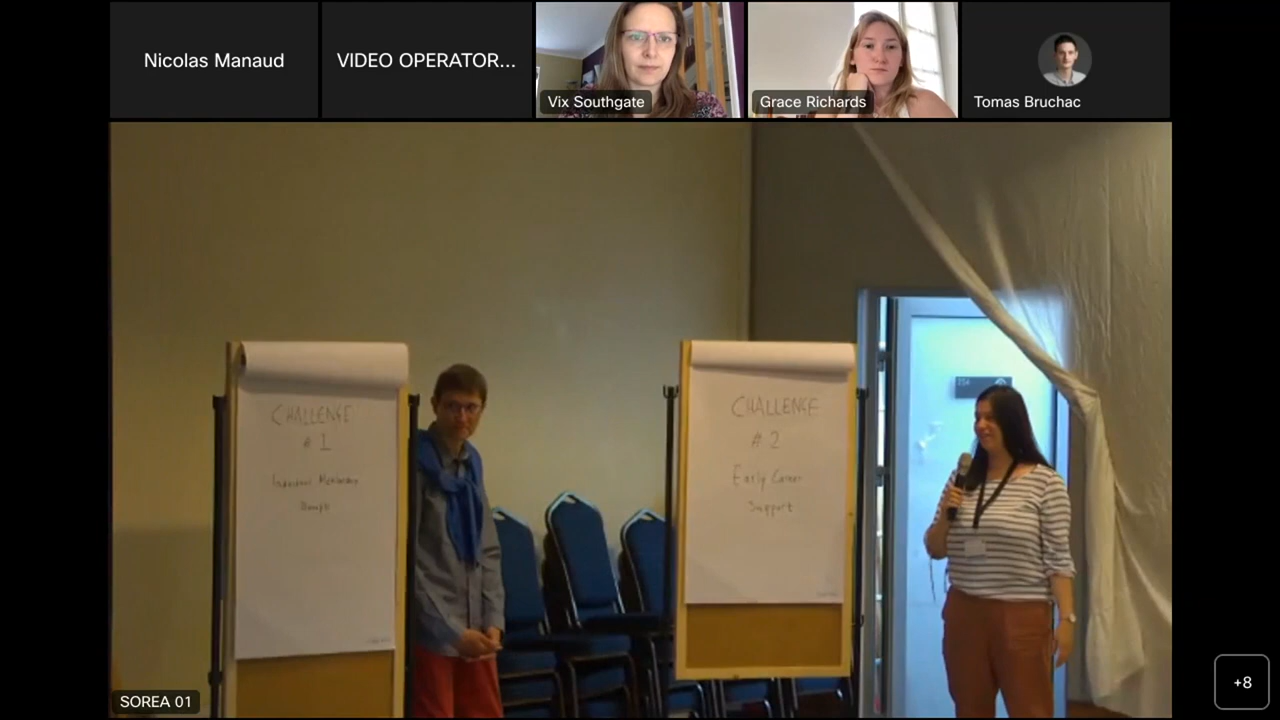 Nicolas Manaud
VIDEO OPERATOR...
Vix Southgate
Grace Richards
Tomas Bruchac
CHALLENGE
# 1
CHALLENGE
# 2
Early Career
Support
SOREA 01
+8